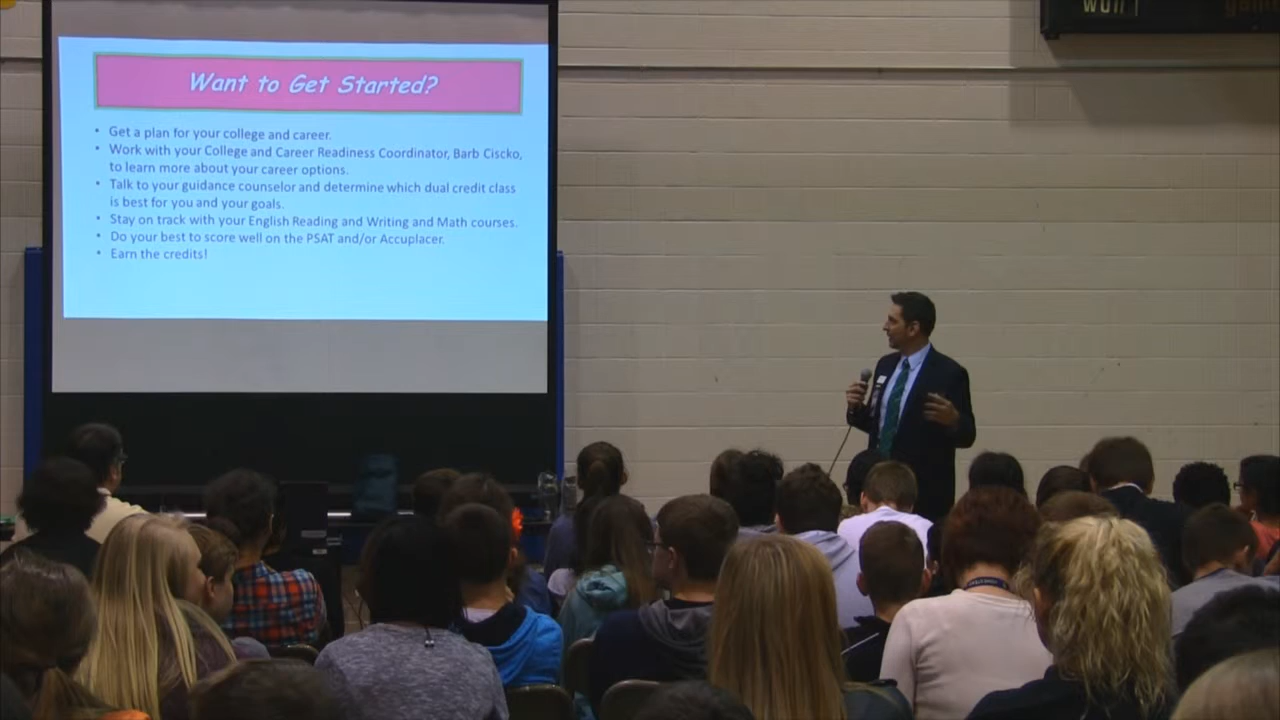 WON
Want to Get Started?
• Get a plan for your college and career.
• Work with your College and Career Readiness Coordinator, Barb Ciscko,
to learn more about your career options.
• Talk to your guidance counselor and determine which dual credit class
is best for you and your goals.
• Stay on track with your English Reading and Writing and Math courses.
• Do your best to score well on the PSAT and/or Accuplacer.
• Earn the credits!